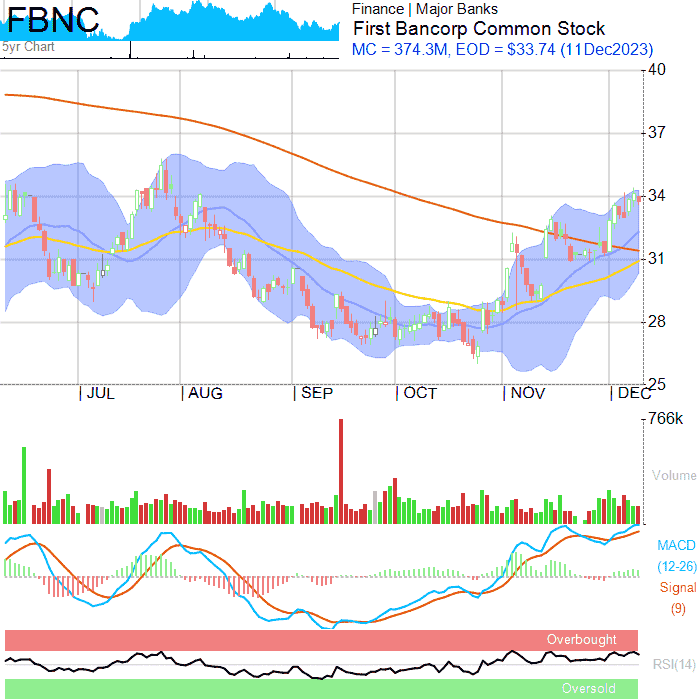 FBNC
5yr Chart
Finance | Major Banks
First Bancorp Common Stock
MC = 374.3M, EOD = $33.74 (11Dec2023)
40
37
34
31
28
25
JUL
AUG
SEP
OCT
NOV
DEC
766k
Volume
MACD
(12-26)
Signal
(9)
Overbought
RSI(14)
Oversold